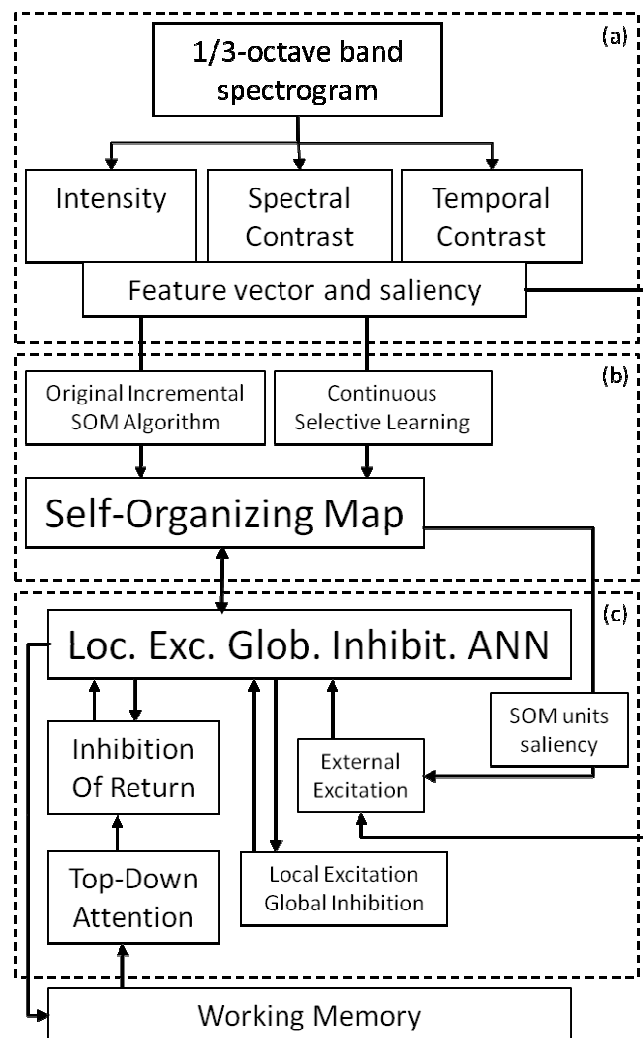 (a)
1/3-octave band
spectrogram
Intensity
Spectral
Contrast
Temporal
Contrast
Feature vector and saliency
(b)
Original Incremental
SOM Algorithm
Continuous
Selective Learning
Self-Organizing Map
(c)
Loc. Exc. Glob. Inhibit. ANN
SOM units
saliency
Inhibition
Of Return
External
Excitation
Top-Down
Attention
Local Excitation
Global Inhibition
Working Memory